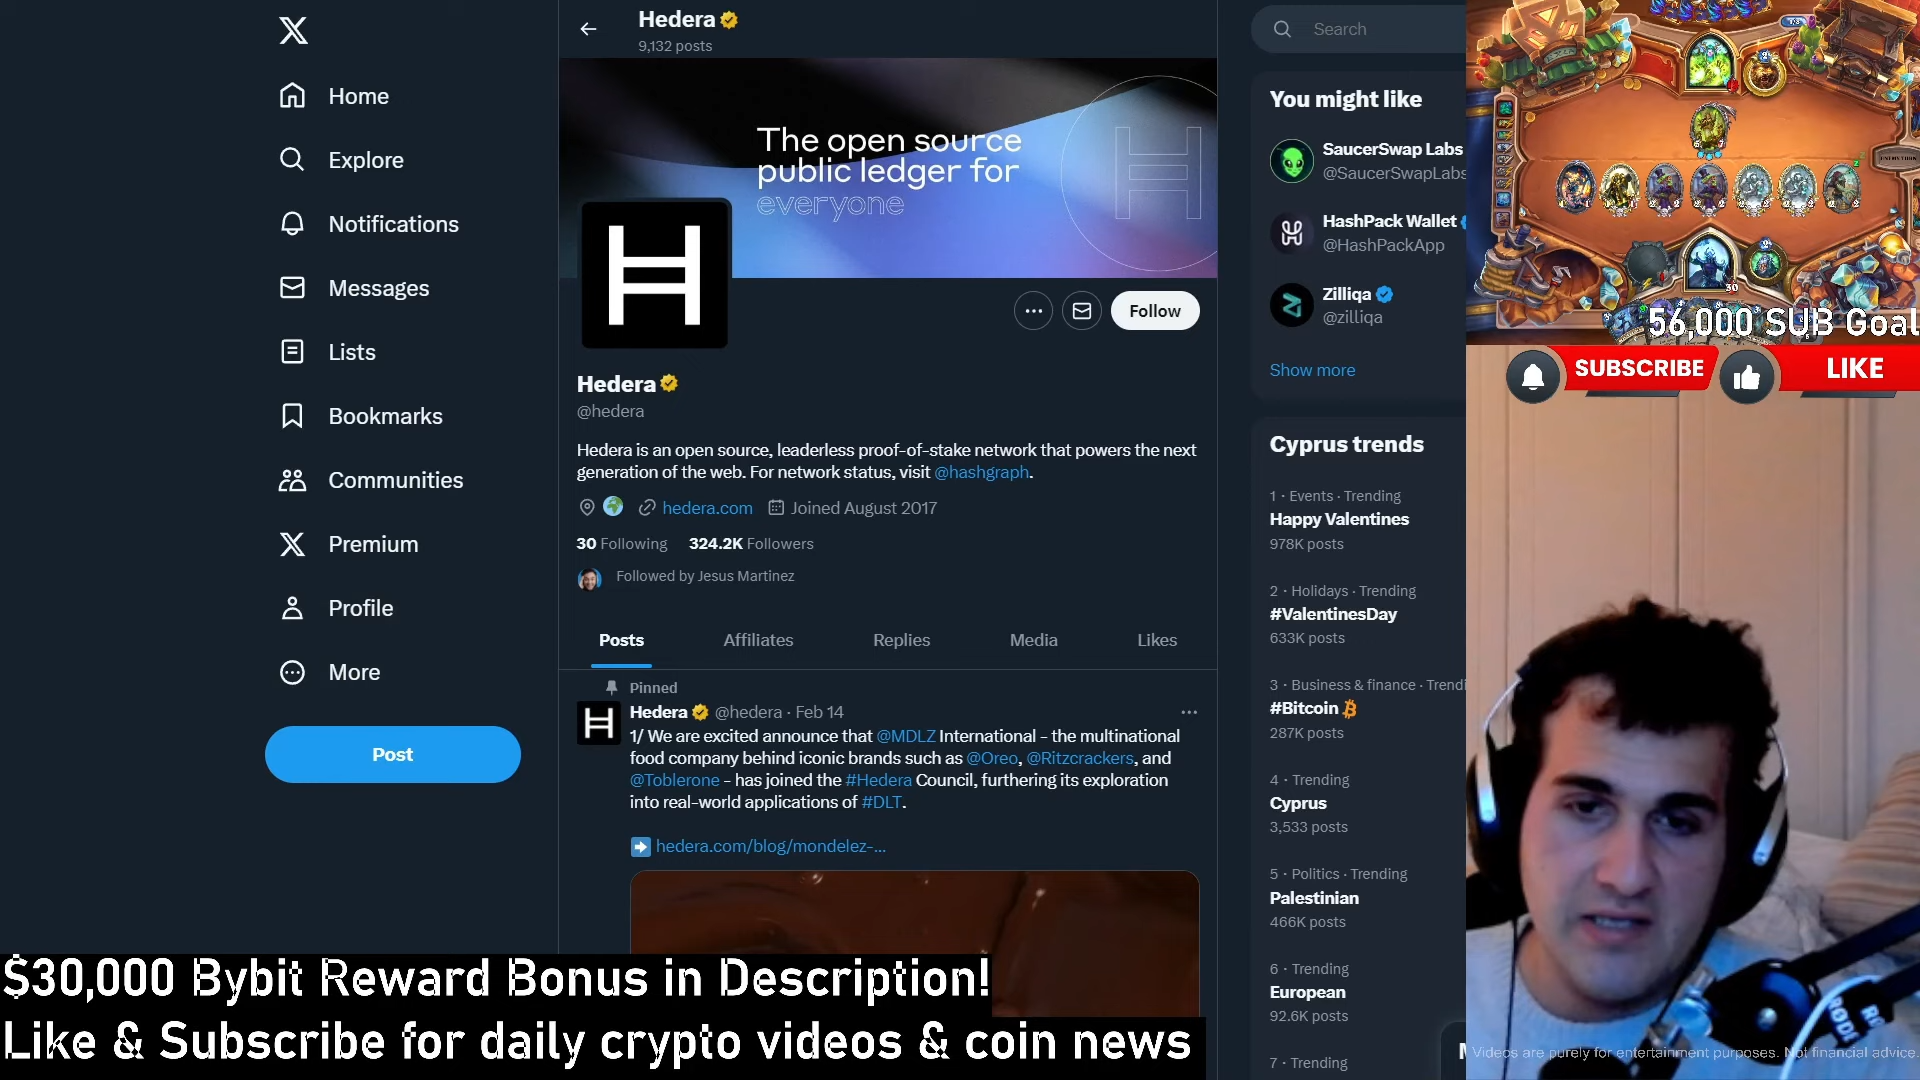 Home
Explore
Notifications
Messages
Lists
Bookmarks
Communities
Premium
Profile
More
Post
Hedera
9,132 posts
The open source
public ledger for
everyone
Follow
Hedera
@hedera
Hedera is an open source, leaderless proof-of-stake network that powers the next
generation of the web. For network status, visit @hashgraph.
hedera.com Joined August 2017
30 Following 324.2K Followers
Followed by Jesus Martinez
Posts Affiliates Replies Media Likes
Pinned
Hedera @hedera · Feb 14
1/ We are excited announce that @MDLZ International - the multinational
food company behind iconic brands such as @Oreo, @Ritzcrackers, and
@Toblerone - has joined the #Hedera Council, furthering its exploration
into real-world applications of #DLT.
hedera.com/blog/mondelez-...
Search
You might like
SaucerSwap Labs
@SaucerSwapLabs
HashPack Wallet
@HashPackApp
Zilliqa
@zilliqa
Show more
Cyprus trends
1 · Events · Trending
Happy Valentines
978K posts
2 · Holidays · Trending
#ValentinesDay
633K posts
3 · Business & finance · Trendi
#Bitcoin
287K posts
4 · Trending
Cyprus
3,533 posts
5 · Politics · Trending
Palestinian
466K posts
6 · Trending
European
92.6K posts
7 · Trending
56,000 SUB Goal
SUBSCRIBE
LIKE
$30,000 Bybit Reward Bonus in Description!
Like & Subscribe for daily crypto videos & coin news
Videos are purely for entertainment purposes. Not financial advice.